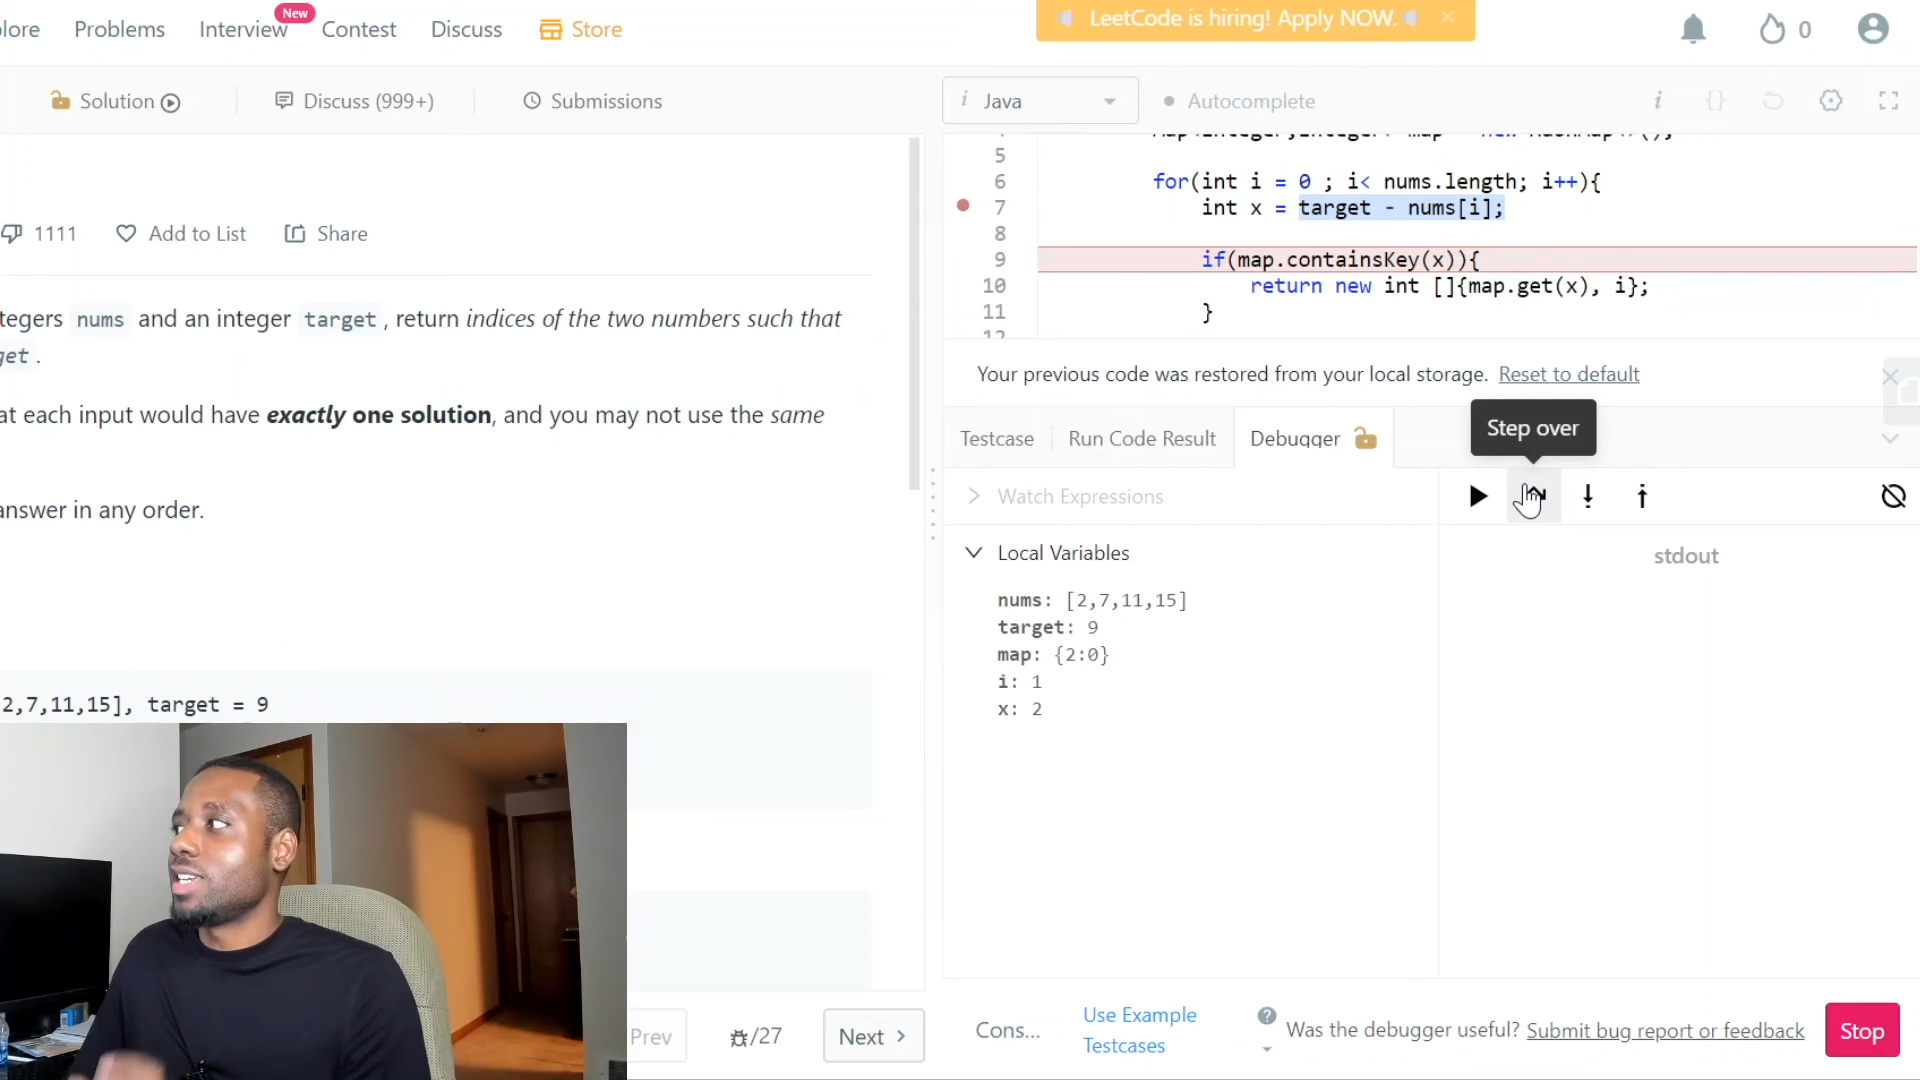 lore Problems Interview New Contest Discuss Store
LeetCode is hiring! Apply NOW.
0
Solution Discuss (999+) Submissions
1111 Add to List Share
tegers nums and an integer target, return indices of the two numbers such that
get.
at each input would have exactly one solution, and you may not use the same
answer in any order.
2,7,11,15], target = 9
Prev /27 Next >
i Java Autocomplete i {}
5
6 for(int i = 0 ; i< nums.length; i++){
7 int x = target - nums[i];
8
9 if(map.containsKey(x)){
10 return new int []{map.get(x), i};
11 }
Your previous code was restored from your local storage. Reset to default
Step over
Testcase Run Code Result Debugger
Watch Expressions
Local Variables
nums: [2,7,11,15]
target: 9
map: {2:0}
i: 1
x: 2
stdout
Cons... Use Example Testcases ? Was the debugger useful? Submit bug report or feedback Stop